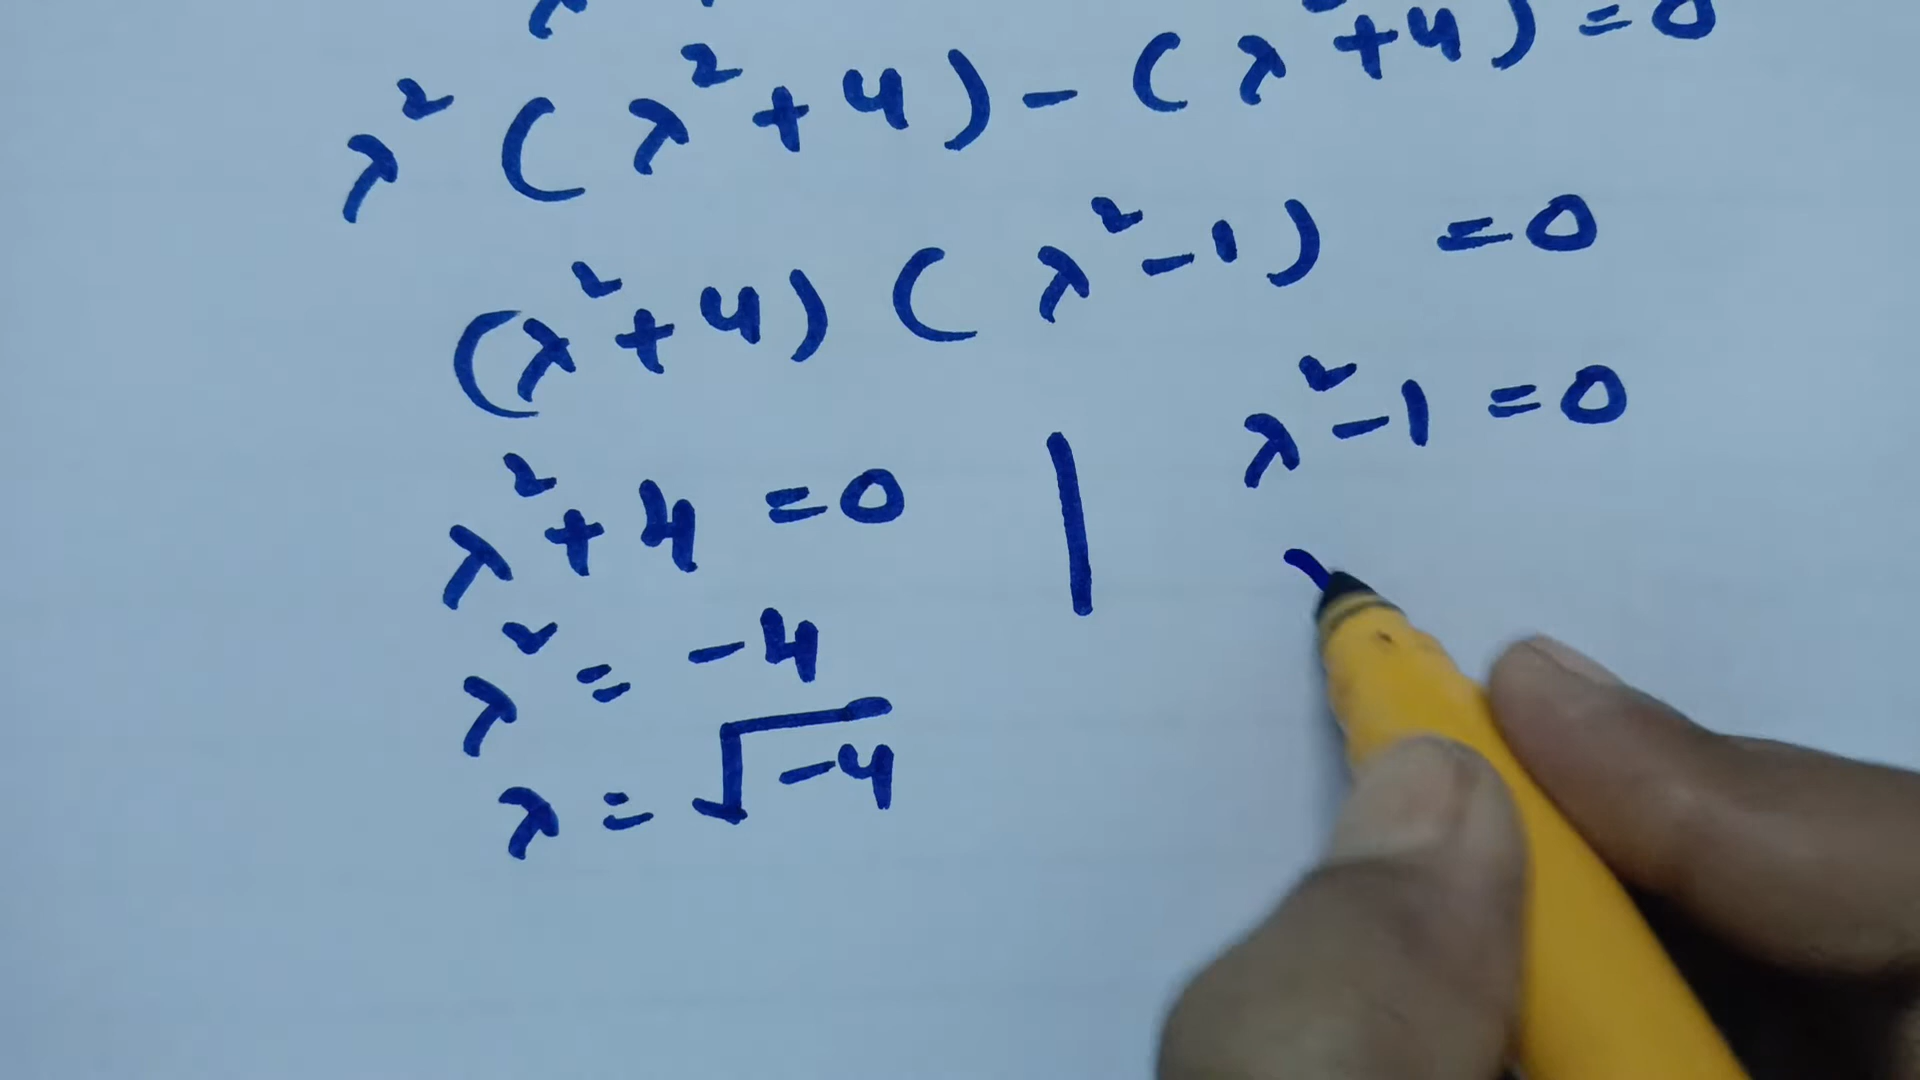 λ²(λ²+4)-(λ²+4)=0
(λ²+4)(λ²-1)=0
λ²+4=0 | λ²-1=0
λ²=-4
λ=√-4